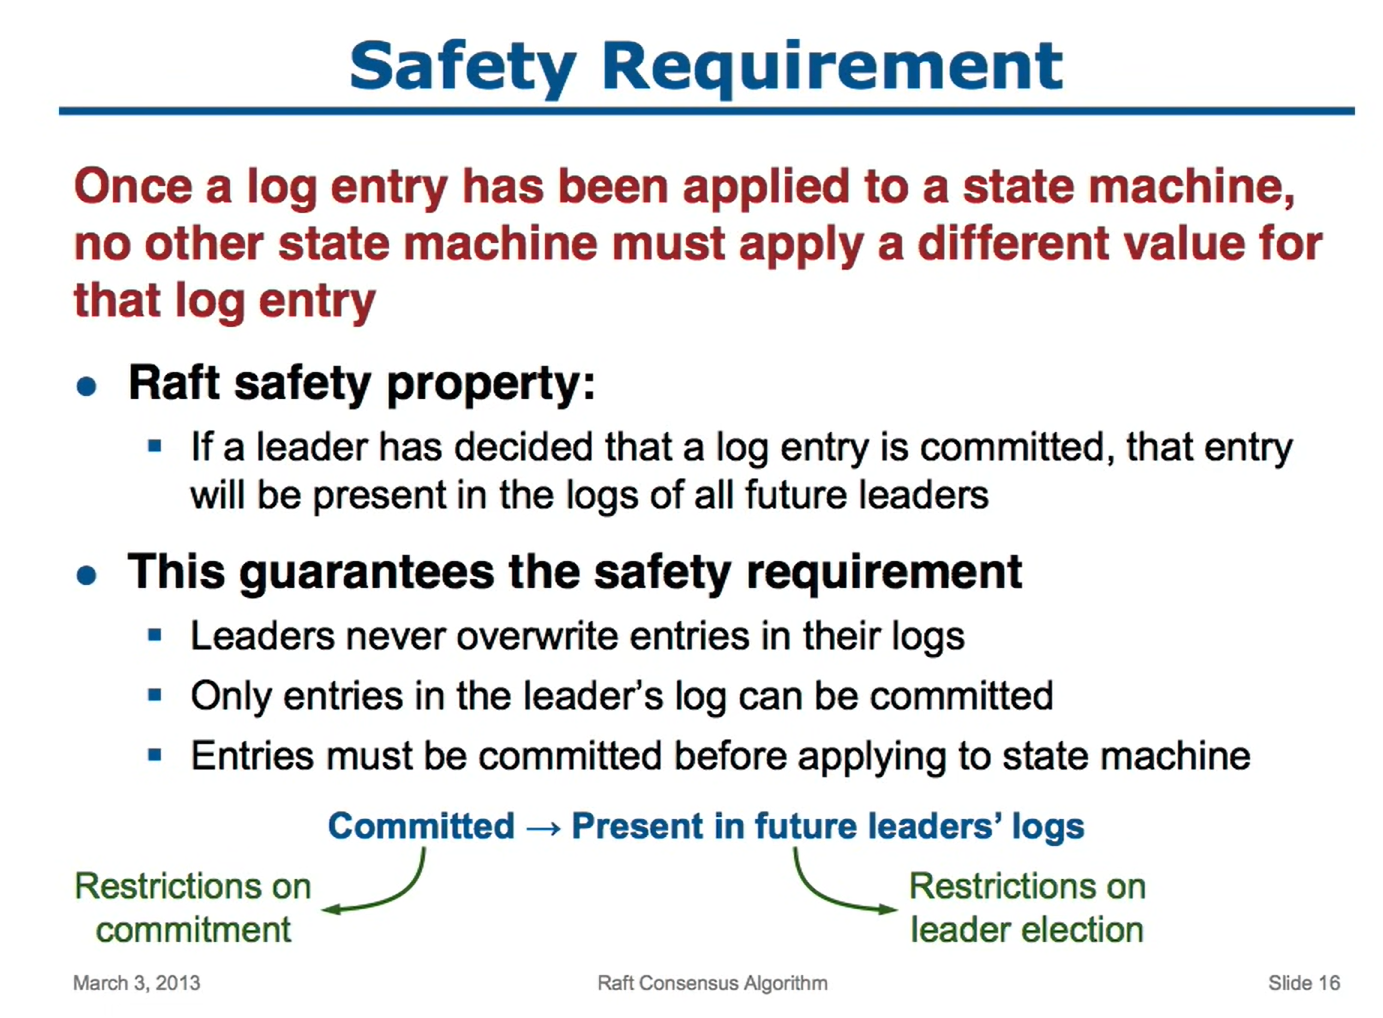 Safety Requirement
Once a log entry has been applied to a state machine,
no other state machine must apply a different value for
that log entry
● Raft safety property:
▪ If a leader has decided that a log entry is committed, that entry
will be present in the logs of all future leaders
● This guarantees the safety requirement
▪ Leaders never overwrite entries in their logs
▪ Only entries in the leader’s log can be committed
▪ Entries must be committed before applying to state machine
Committed → Present in future leaders’ logs
Restrictions on
commitment
Restrictions on
leader election
March 3, 2013
Raft Consensus Algorithm
Slide 16